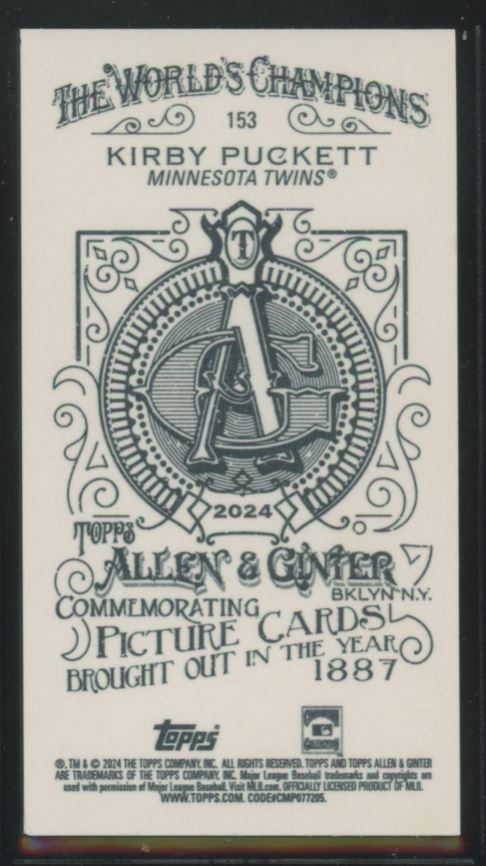 THE WORLD'S CHAMPIONS
153
KIRBY PUCKETT
MINNESOTA TWINS®
T
A&G
2024
TOPPS
ALLEN & GINTER
BKLYN N.Y.
COMMEMORATING
PICTURE CARDS
BROUGHT OUT IN THE YEAR
1887
topps
COOPERSTOWN
COLLECTION
®, TM & © 2024 THE TOPPS COMPANY, INC. ALL RIGHTS RESERVED. TOPPS AND TOPPS ALLEN & GINTER
ARE TRADEMARKS OF THE TOPPS COMPANY, INC. Major League Baseball trademarks and copyrights are
used with permission of Major League Baseball. Visit MLB.com. OFFICIALLY LICENSED PRODUCT OF MLB.
WWW.TOPPS.COM. CODE#CMP077205.